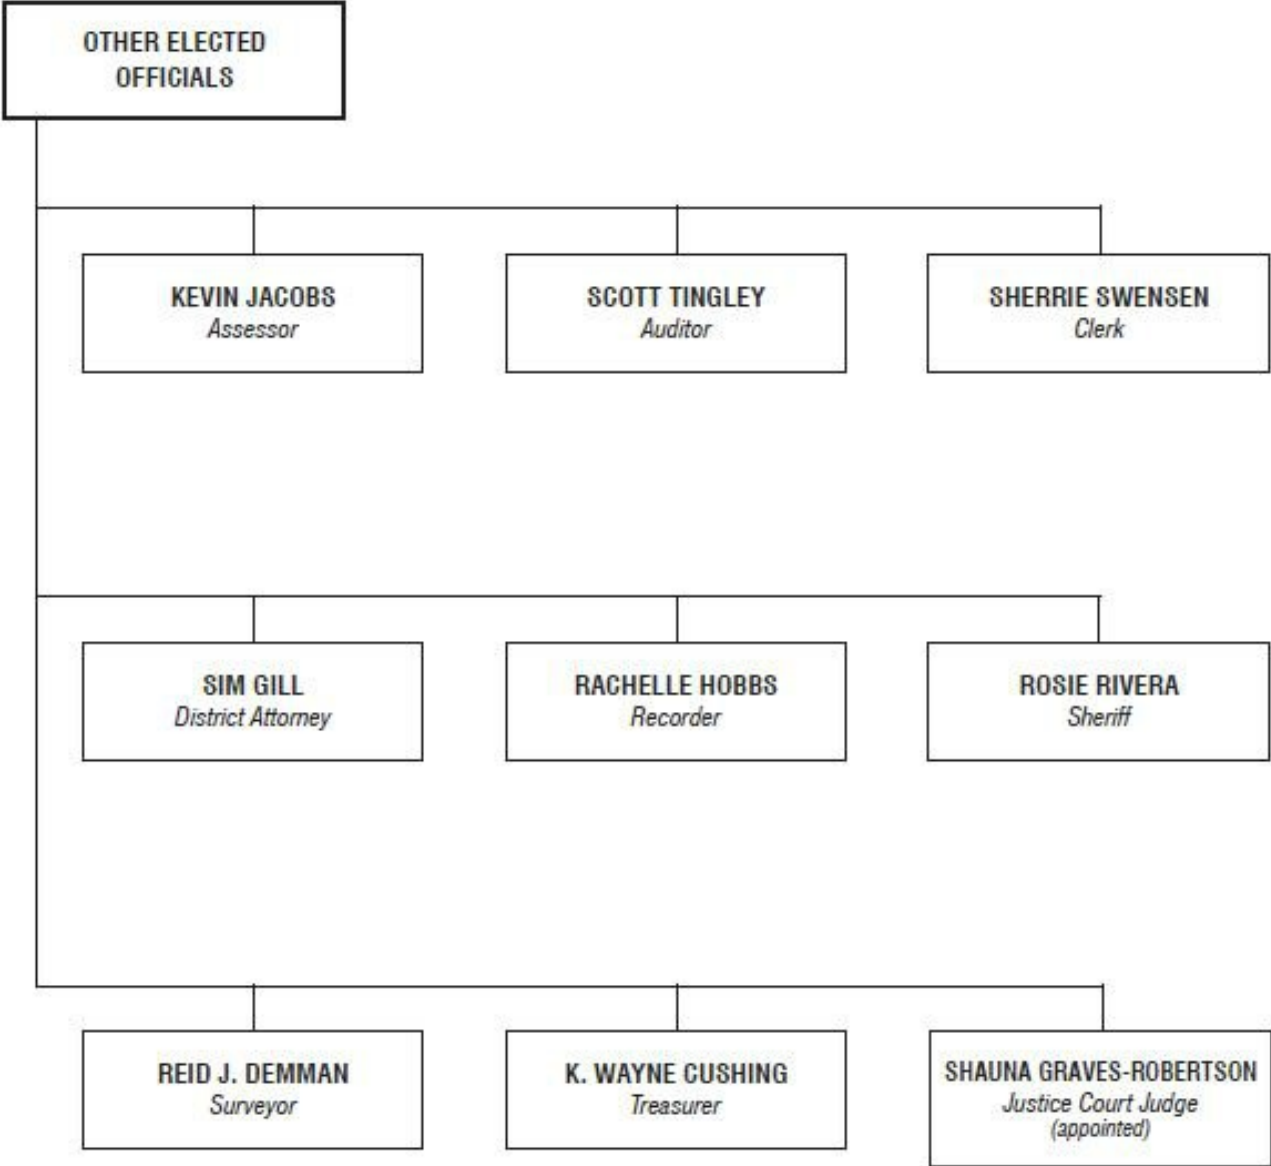 OTHER ELECTED
OFFICIALS
KEVIN JACOBS
Assessor
SCOTT TINGLEY
Auditor
SHERRIE SWENSEN
Clerk
SIM GILL
District Attorney
RACHELLE HOBBS
Recorder
ROSIE RIVERA
Sheriff
REID J. DEMMAN
Surveyor
K. WAYNE CUSHING
Treasurer
SHAUNA GRAVES-ROBERTSON
Justice Court Judge
(appointed)